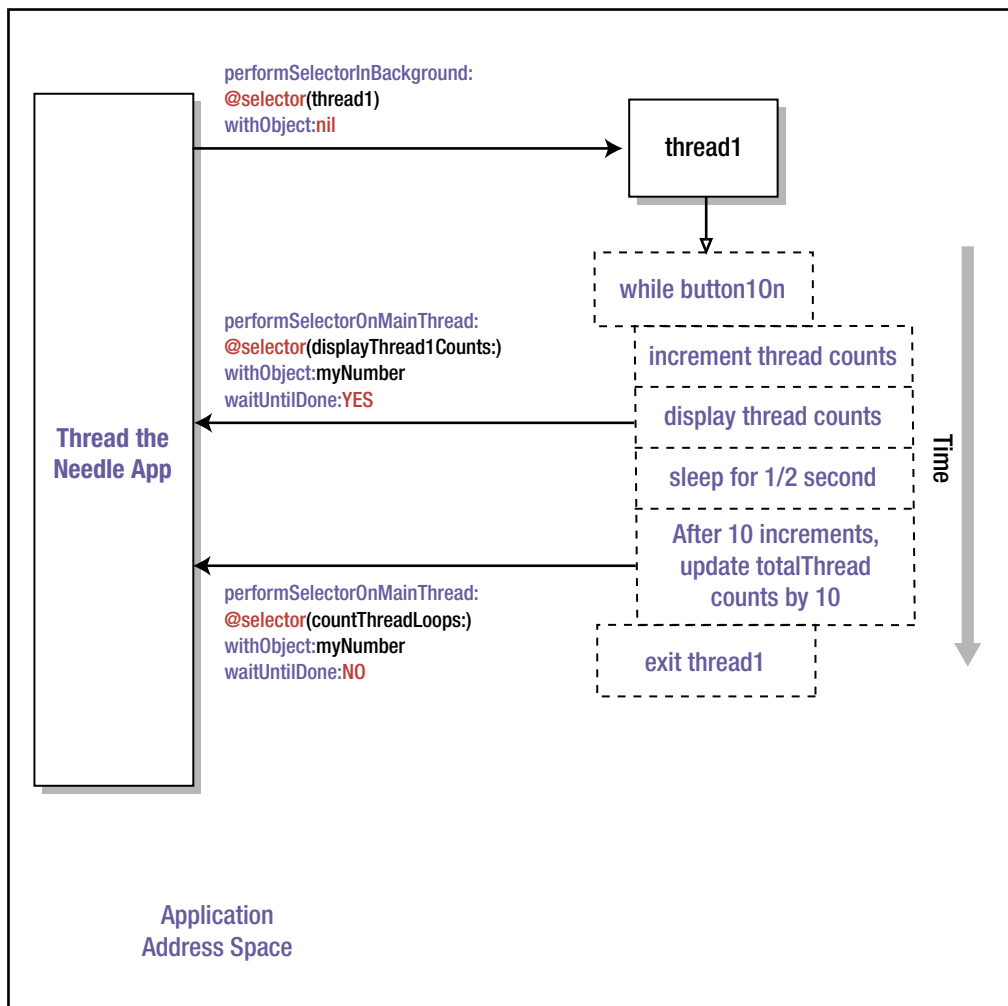 performSelectorInBackground:
@selector(thread1)
withObject:nil
thread1
while button1On
performSelectorOnMainThread:
@selector(displayThread1Counts:)
withObject:myNumber
waitUntilDone:YES
increment thread counts
display thread counts
sleep for 1/2 second
After 10 increments,
update totalThread
counts by 10
exit thread1
Time
Thread the
Needle App
performSelectorOnMainThread:
@selector(countThreadLoops:)
withObject:myNumber
waitUntilDone:NO
Application
Address Space